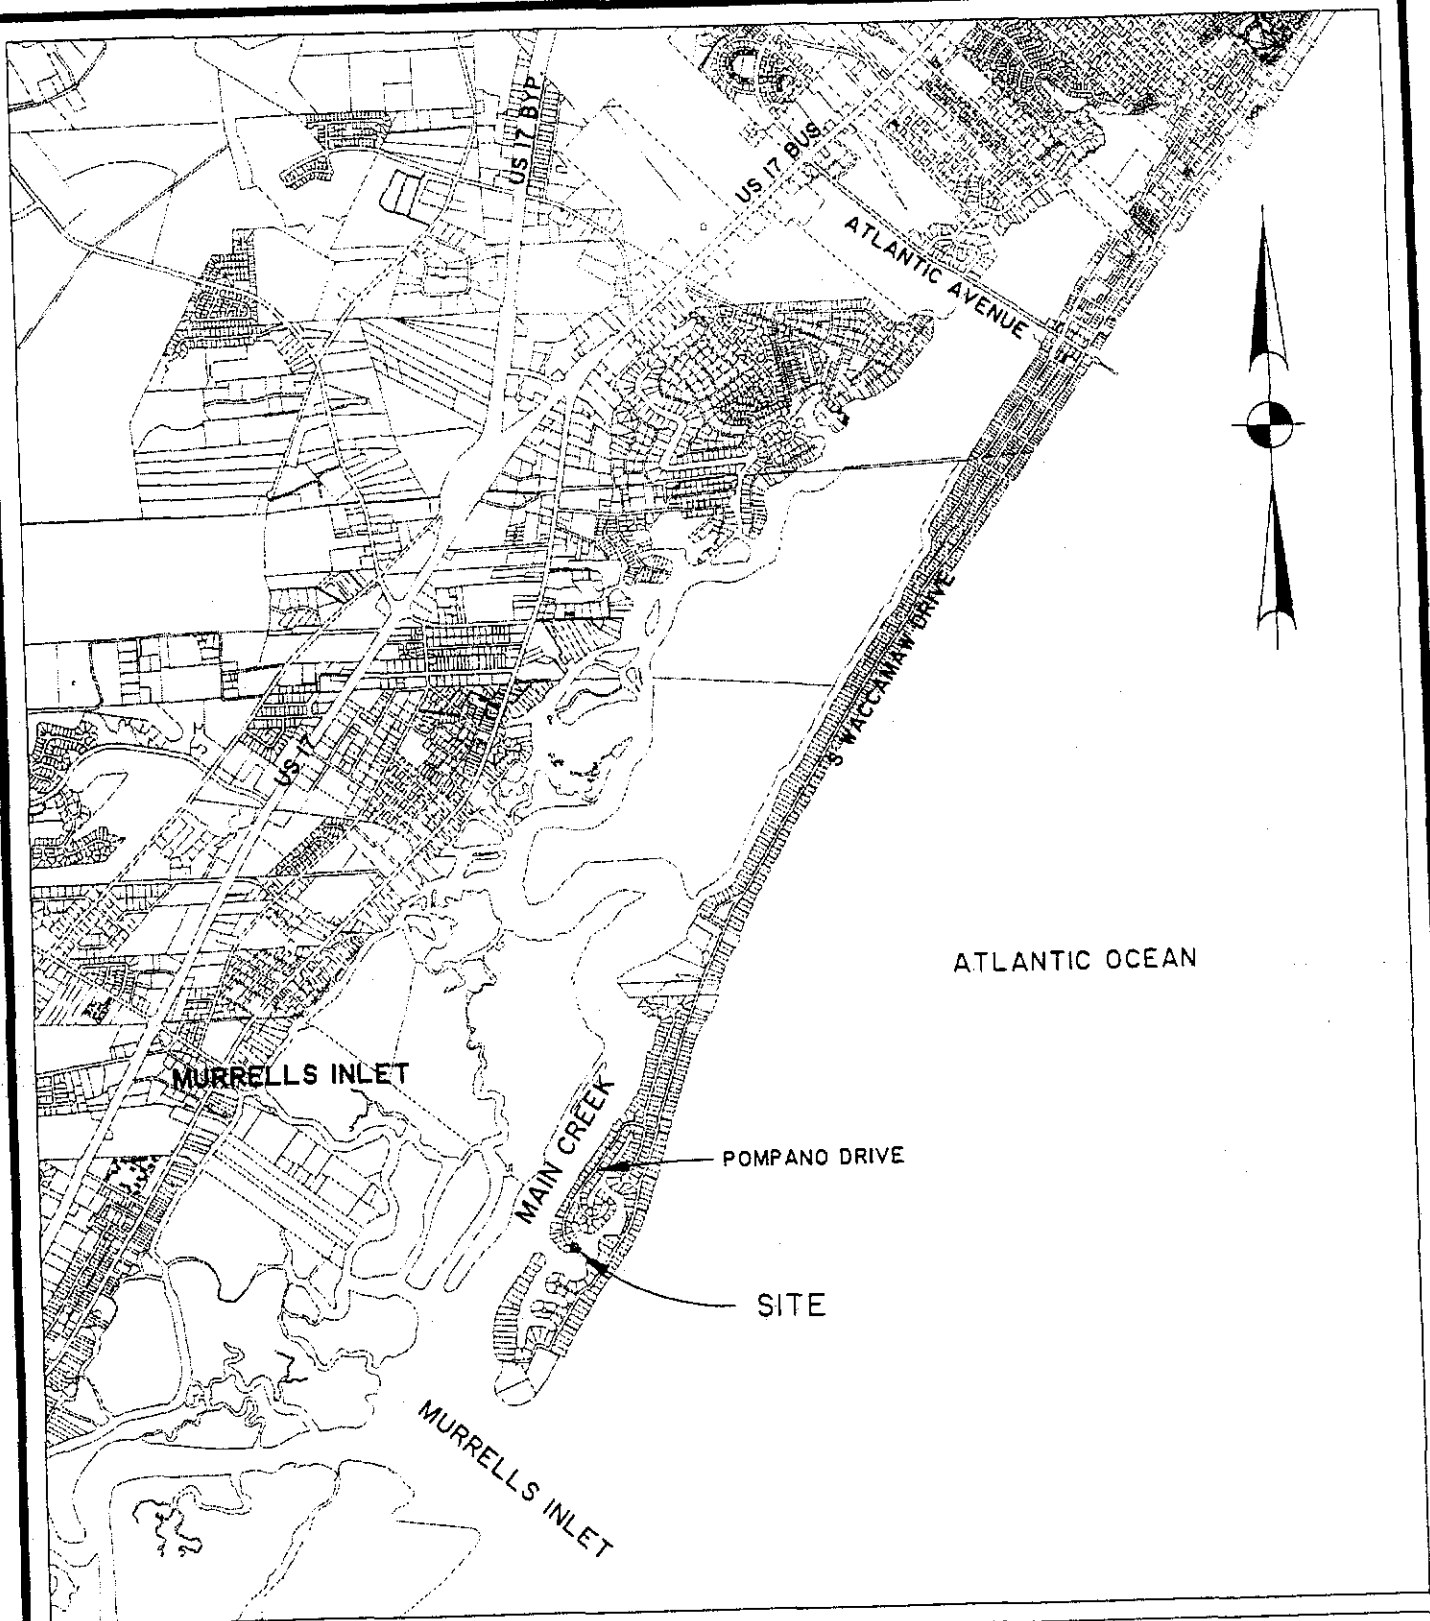 US 17 BYP
US 17 BUS
ATLANTIC AVENUE
S WACCAMAW DRIVE
US 17
ATLANTIC OCEAN
MURRELLS INLET
MAIN CREEK
POMPANO DRIVE
SITE
MURRELLS INLET